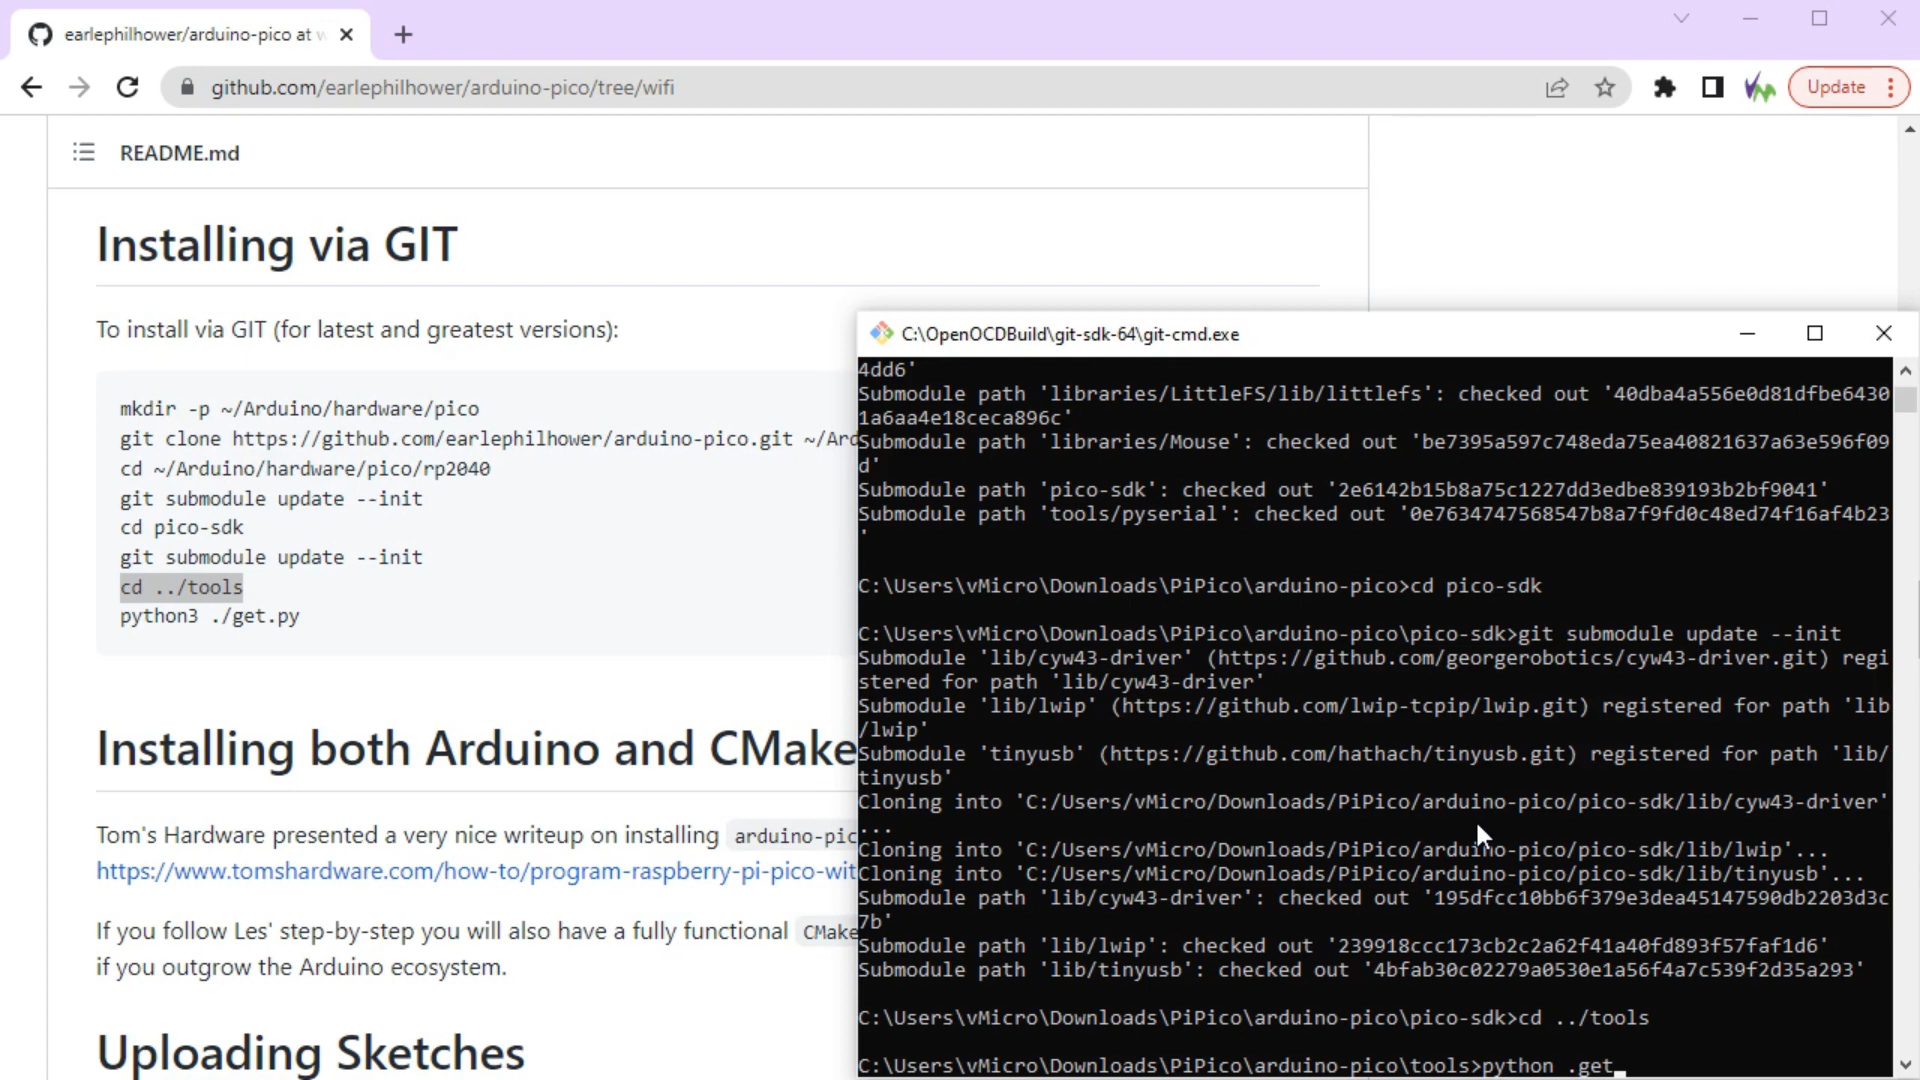 earlephilhower/arduino-pico at w
github.com/earlephilhower/arduino-pico/tree/wifi
Update
README.md
Installing via GIT
To install via GIT (for latest and greatest versions):
mkdir -p ~/Arduino/hardware/pico
git clone https://github.com/earlephilhower/arduino-pico.git ~/Ard
cd ~/Arduino/hardware/pico/rp2040
git submodule update --init
cd pico-sdk
git submodule update --init
cd ../tools
python3 ./get.py
Installing both Arduino and CMake
Tom's Hardware presented a very nice writeup on installing arduino-pic
https://www.tomshardware.com/how-to/program-raspberry-pi-pico-wit
If you follow Les' step-by-step you will also have a fully functional CMake
if you outgrow the Arduino ecosystem.
Uploading Sketches
C:\OpenOCDBuild\git-sdk-64\git-cmd.exe
4dd6'
Submodule path 'libraries/LittleFS/lib/littlefs': checked out '40dba4a556e0d81dfbe6430
1a6aa4e18ceca896c'
Submodule path 'libraries/Mouse': checked out 'be7395a597c748eda75ea40821637a63e596f09
d'
Submodule path 'pico-sdk': checked out '2e6142b15b8a75c1227dd3edbe839193b2bf9041'
Submodule path 'tools/pyserial': checked out '0e7634747568547b8a7f9fd0c48ed74f16af4b23
'
C:\Users\vMicro\Downloads\PiPico\arduino-pico>cd pico-sdk
C:\Users\vMicro\Downloads\PiPico\arduino-pico\pico-sdk>git submodule update --init
Submodule 'lib/cyw43-driver' (https://github.com/georgerobotics/cyw43-driver.git) regi
stered for path 'lib/cyw43-driver'
Submodule 'lib/lwip' (https://github.com/lwip-tcpip/lwip.git) registered for path 'lib
/lwip'
Submodule 'tinyusb' (https://github.com/hathach/tinyusb.git) registered for path 'lib/
tinyusb'
Cloning into 'C:/Users/vMicro/Downloads/PiPico/arduino-pico/pico-sdk/lib/cyw43-driver'
...
Cloning into 'C:/Users/vMicro/Downloads/PiPico/arduino-pico/pico-sdk/lib/lwip'...
Cloning into 'C:/Users/vMicro/Downloads/PiPico/arduino-pico/pico-sdk/lib/tinyusb'...
Submodule path 'lib/cyw43-driver': checked out '195dfcc10bb6f379e3dea45147590db2203d3c
7b'
Submodule path 'lib/lwip': checked out '239918ccc173cb2c2a62f41a40fd893f57faf1d6'
Submodule path 'lib/tinyusb': checked out '4bfab30c02279a0530e1a56f4a7c539f2d35a293'
C:\Users\vMicro\Downloads\PiPico\arduino-pico\pico-sdk>cd ../tools
C:\Users\vMicro\Downloads\PiPico\arduino-pico\tools>python .get